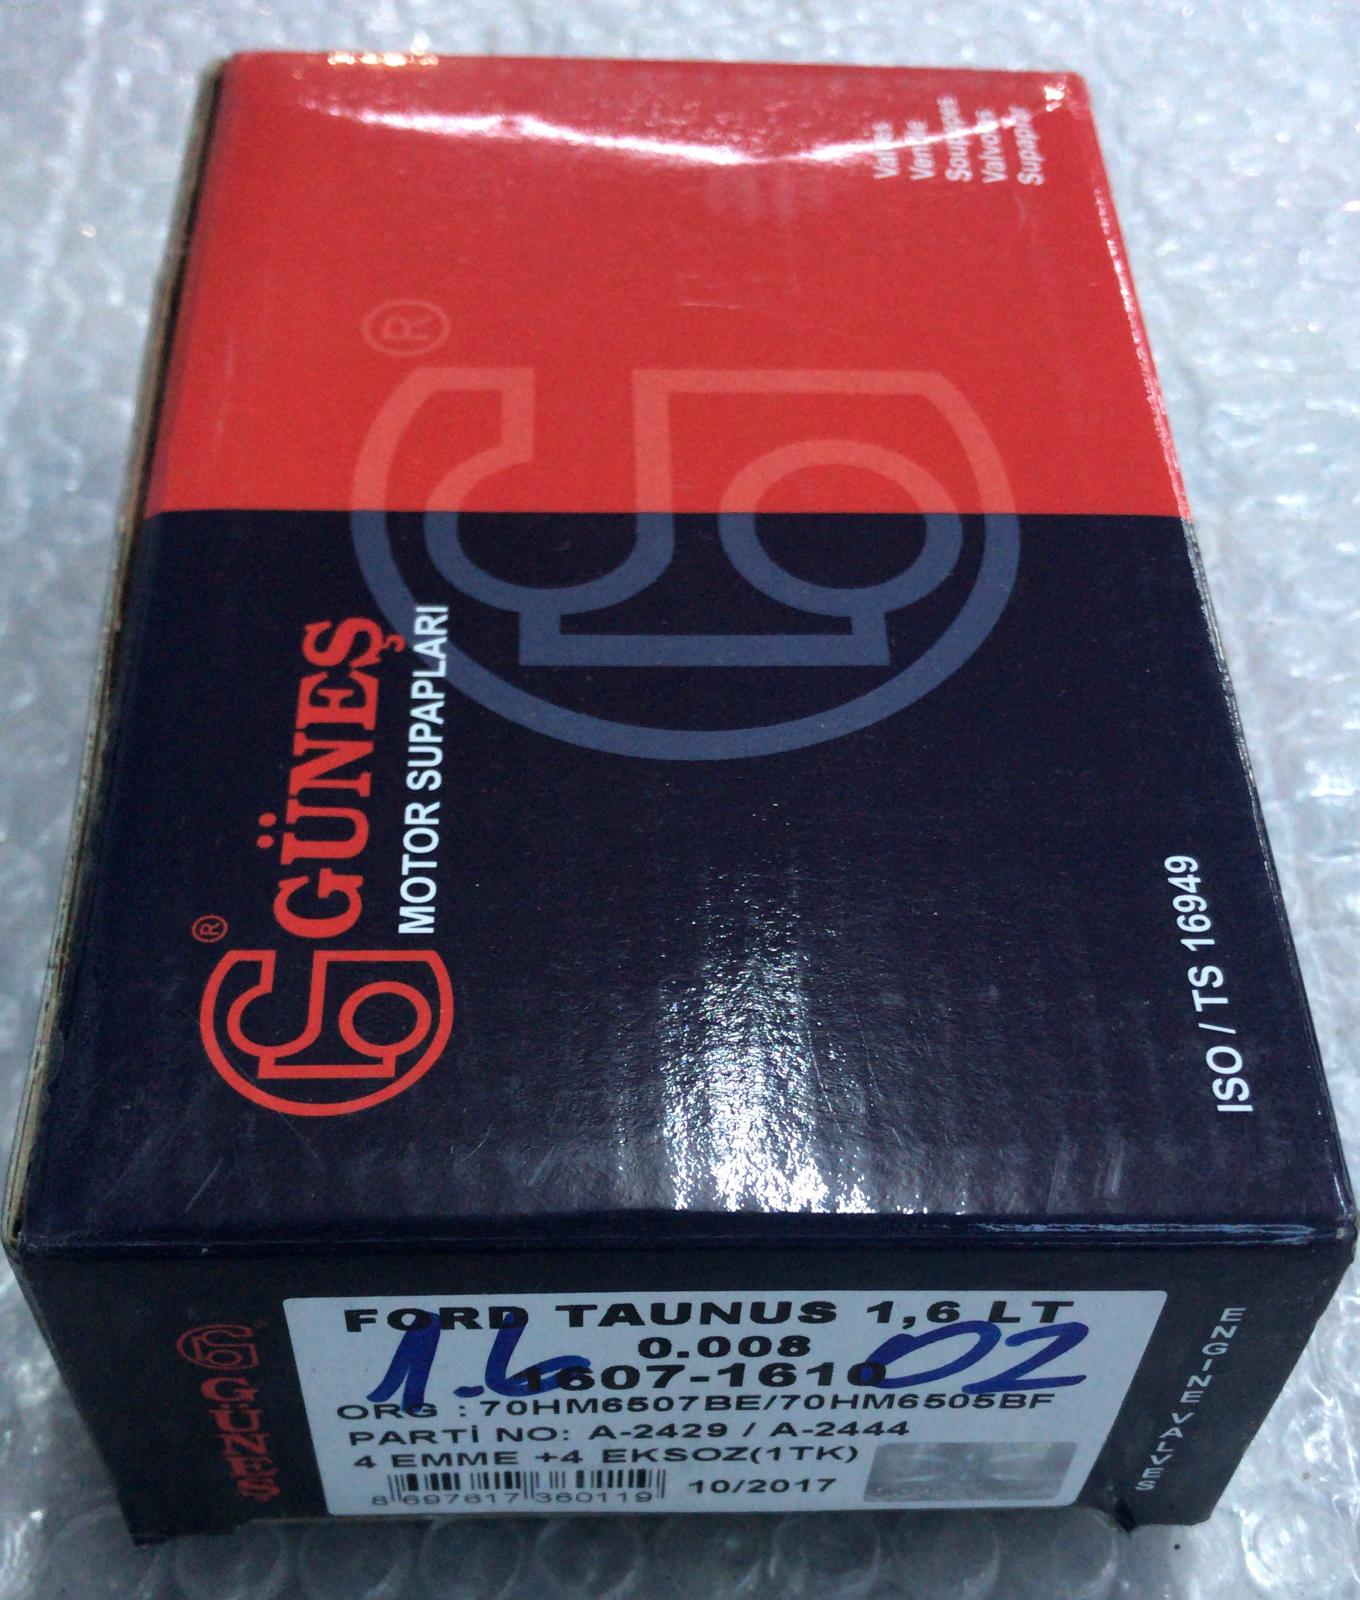 Valves
Ventile
Soupapes
Valvoles
Supaplar
®
®
GÜNEŞ
MOTOR SUPAPLARI
ISO / TS 16949
FORD TAUNUS 1,6 LT
0.008
1.6
02
1607-1610
ORG : 70HM6507BE/70HM6505BF
PARTİ NO: A-2429 / A-2444
4 EMME +4 EKSOZ(1TK)
8 697617 360119
10/2017
GÜNEŞ
ENGINE VALVES